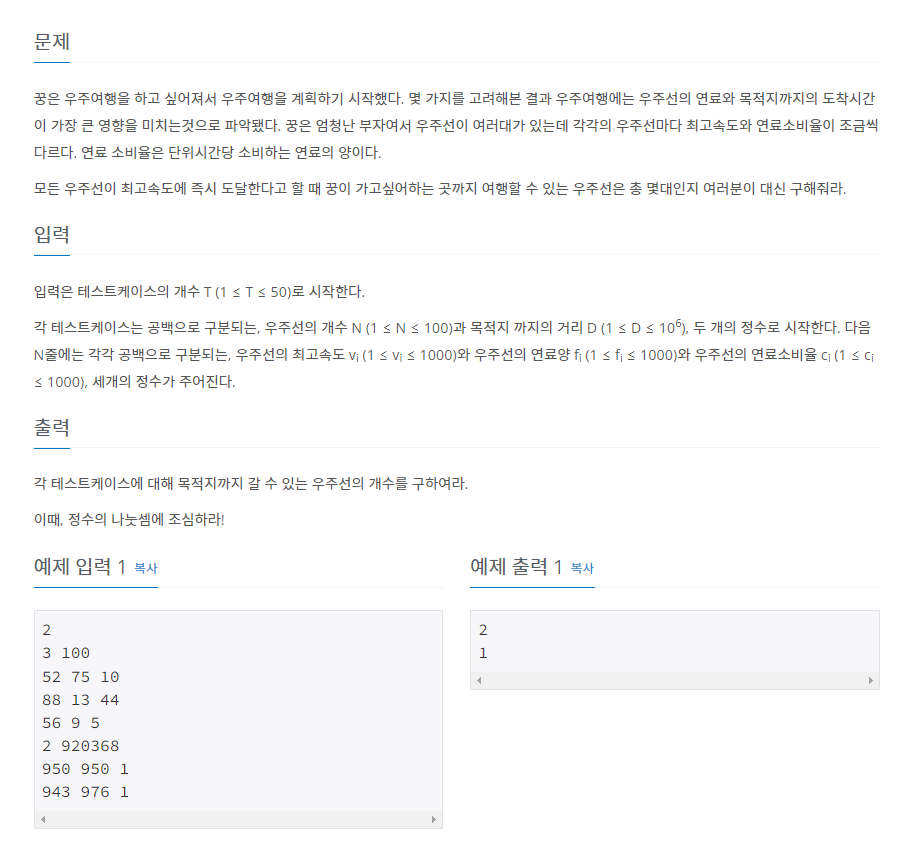 문제
꿍은 우주여행을 하고 싶어져서 우주여행을 계획하기 시작했다. 몇 가지를 고려해본 결과 우주여행에는 우주선의 연료와 목적지까지의 도착시간
이 가장 큰 영향을 미치는것으로 파악됐다. 꿍은 엄청난 부자여서 우주선이 여러대가 있는데 각각의 우주선마다 최고속도와 연료소비율이 조금씩
다르다. 연료 소비율은 단위시간당 소비하는 연료의 양이다.
모든 우주선이 최고속도에 즉시 도달한다고 할 때 꿍이 가고싶어하는 곳까지 여행할 수 있는 우주선은 총 몇대인지 여러분이 대신 구해줘라.
입력
입력은 테스트케이스의 개수 T (1 ≤ T ≤ 50)로 시작한다.
각 테스트케이스는 공백으로 구분되는, 우주선의 개수 N (1 ≤ N ≤ 100)과 목적지 까지의 거리 D (1 ≤ D ≤ 10⁶), 두 개의 정수로 시작한다. 다음
N줄에는 각각 공백으로 구분되는, 우주선의 최고속도 vᵢ (1 ≤ vᵢ ≤ 1000)와 우주선의 연료양 fᵢ (1 ≤ fᵢ ≤ 1000)와 우주선의 연료소비율 cᵢ (1 ≤ cᵢ
≤ 1000), 세개의 정수가 주어진다.
출력
각 테스트케이스에 대해 목적지까지 갈 수 있는 우주선의 개수를 구하여라.
이때, 정수의 나눗셈에 조심하라!
예제 입력 1 복사
2
3 100
52 75 10
88 13 44
56 9 5
2 920368
950 950 1
943 976 1
예제 출력 1 복사
2
1